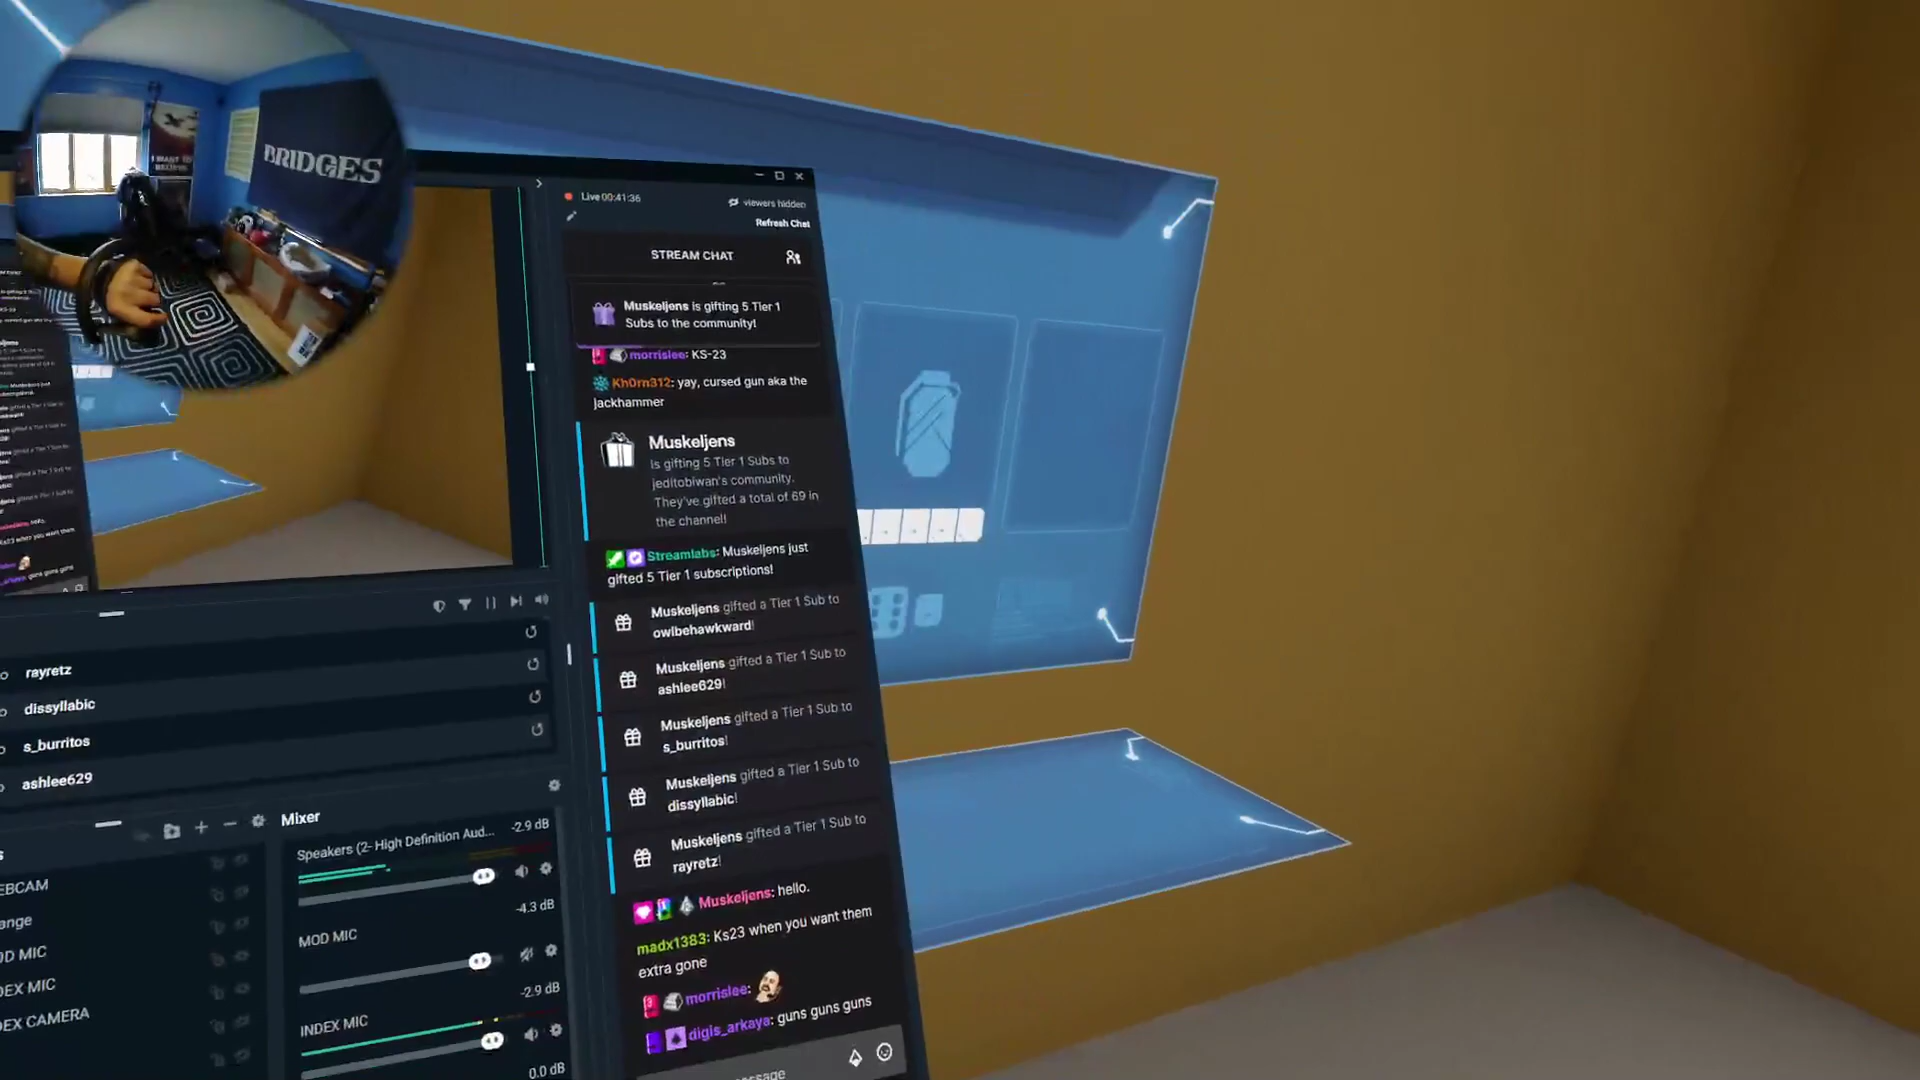 I WANT TO
BELIEVE
BRIDGES
Live 00:41:36
viewers hidden
Refresh Chat
STREAM CHAT
Muskeljens is gifting 5 Tier 1
Subs to the community!
morrislee: KS-23
Kh0rn312: yay, cursed gun aka the
jackhammer
Muskeljens
is gifting 5 Tier 1 Subs to
jeditobiwan's community.
They've gifted a total of 69 in
the channel!
Streamlabs: Muskeljens just
gifted 5 Tier 1 subscriptions!
Muskeljens gifted a Tier 1 Sub to
owlbehawkward!
Muskeljens gifted a Tier 1 Sub to
ashlee629!
Muskeljens gifted a Tier 1 Sub to
s_burritos!
Muskeljens gifted a Tier 1 Sub to
dissyllabic!
Muskeljens gifted a Tier 1 Sub to
rayretz!
Muskeljens: hello.
madx1383: Ks23 when you want them
extra gone
morrislee:
digis_arkaya: guns guns guns
rayretz
dissyllabic
s_burritos
ashlee629
Mixer
Speakers (2- High Definition Aud... -2.9 dB
-4.3 dB
MOD MIC
-2.9 dB
INDEX MIC
0.0 dB
EBCAM
ange
OD MIC
DEX MIC
DEX CAMERA